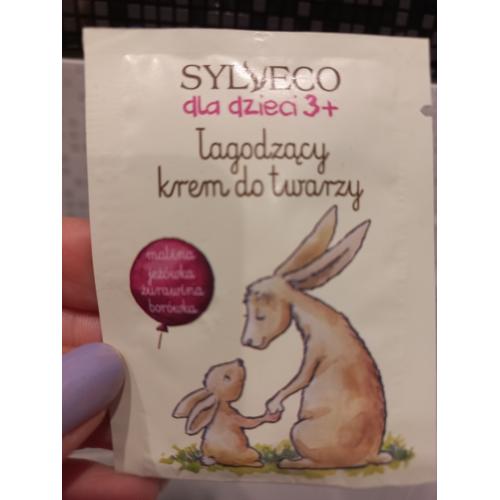 SYLVECO
dla dzieci 3+
Łagodzący
krem do twarzy
malina
jeżówka
żurawina
borówka